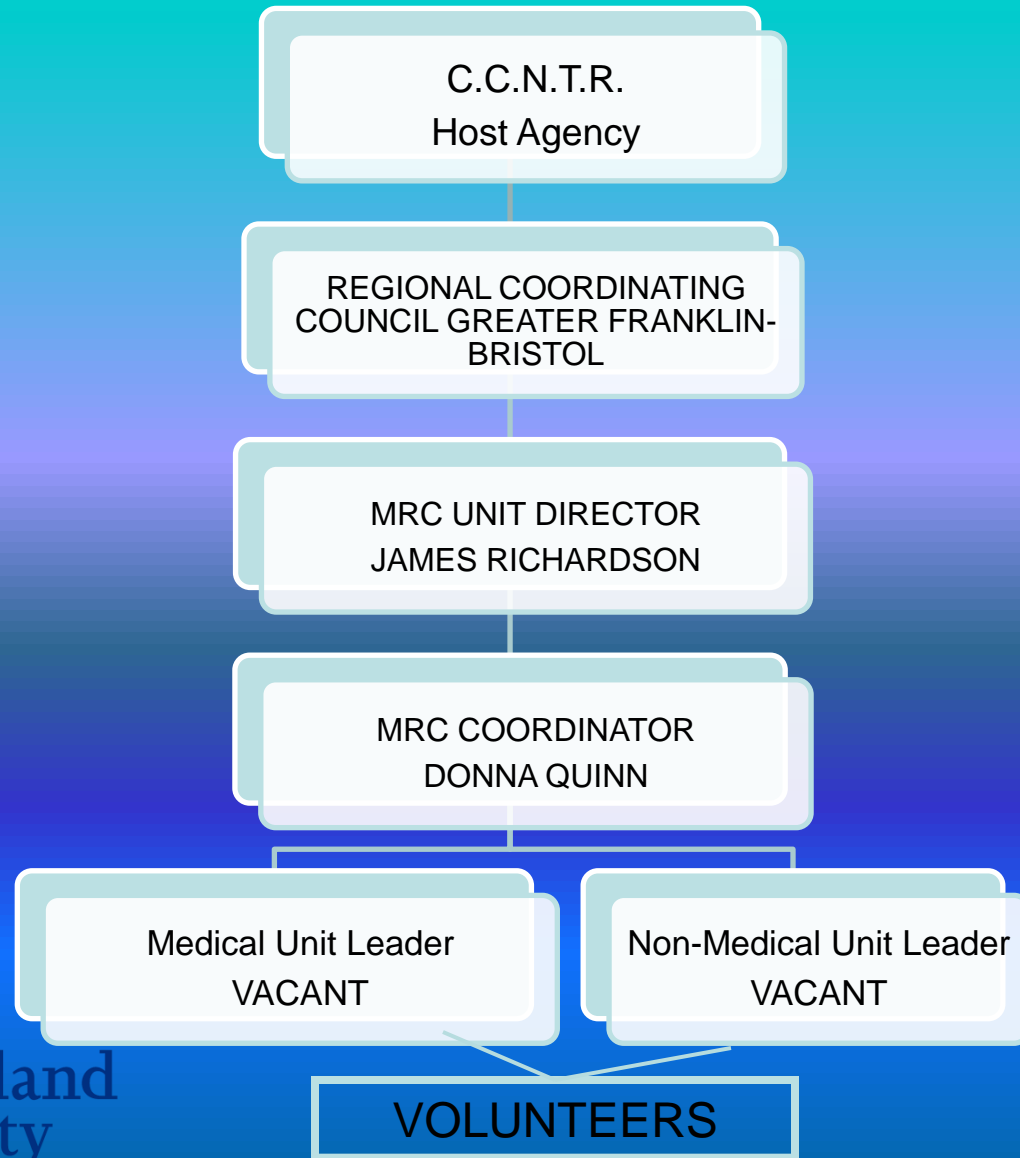 C.C.N.T.R.
Host Agency
REGIONAL COORDINATING
COUNCIL GREATER FRANKLIN-
BRISTOL
MRC UNIT DIRECTOR
JAMES RICHARDSON
MRC COORDINATOR
DONNA QUINN
Medical Unit Leader
VACANT
Non-Medical Unit Leader
VACANT
VOLUNTEERS